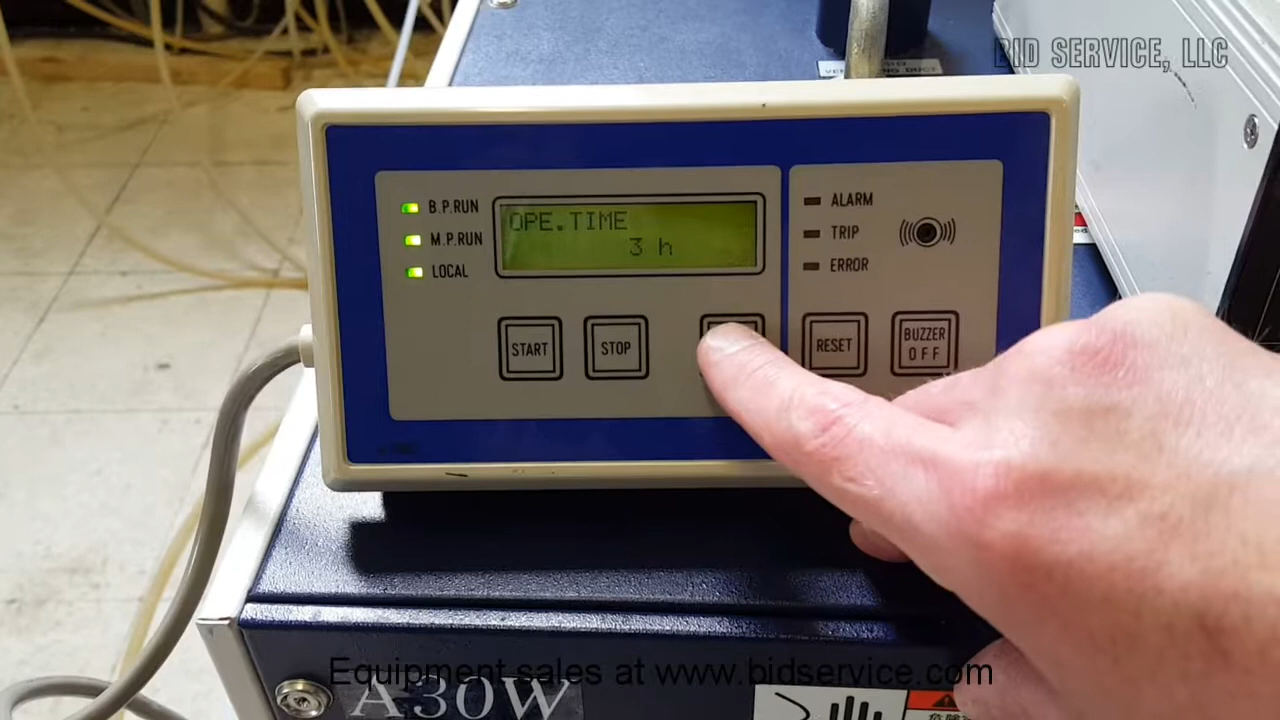 BID SERVICE, LLC
B.P.RUN
M.P.RUN
LOCAL
OPE.TIME
3 h
ALARM
TRIP
ERROR
START
STOP
RESET
BUZZER
OFF
Equipment sales at www.bidservice.com
A30W